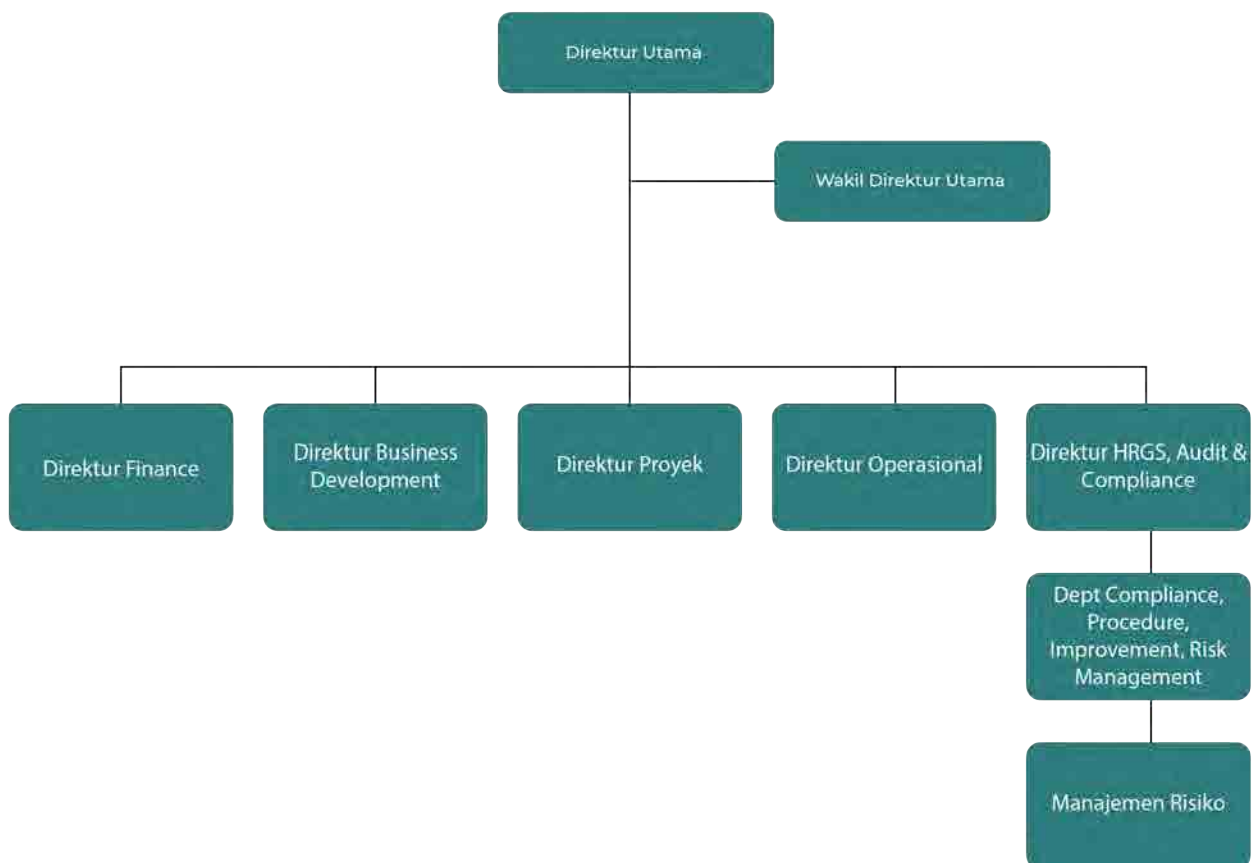 Direktur Utama
Wakil Direktur Utama
Direktur Finance
Direktur Business
Development
Direktur Proyek
Direktur Operasional
Direktur HRGS, Audit &
Compliance
Dept Compliance,
Procedure,
Improvement, Risk
Management
Manajemen Risiko